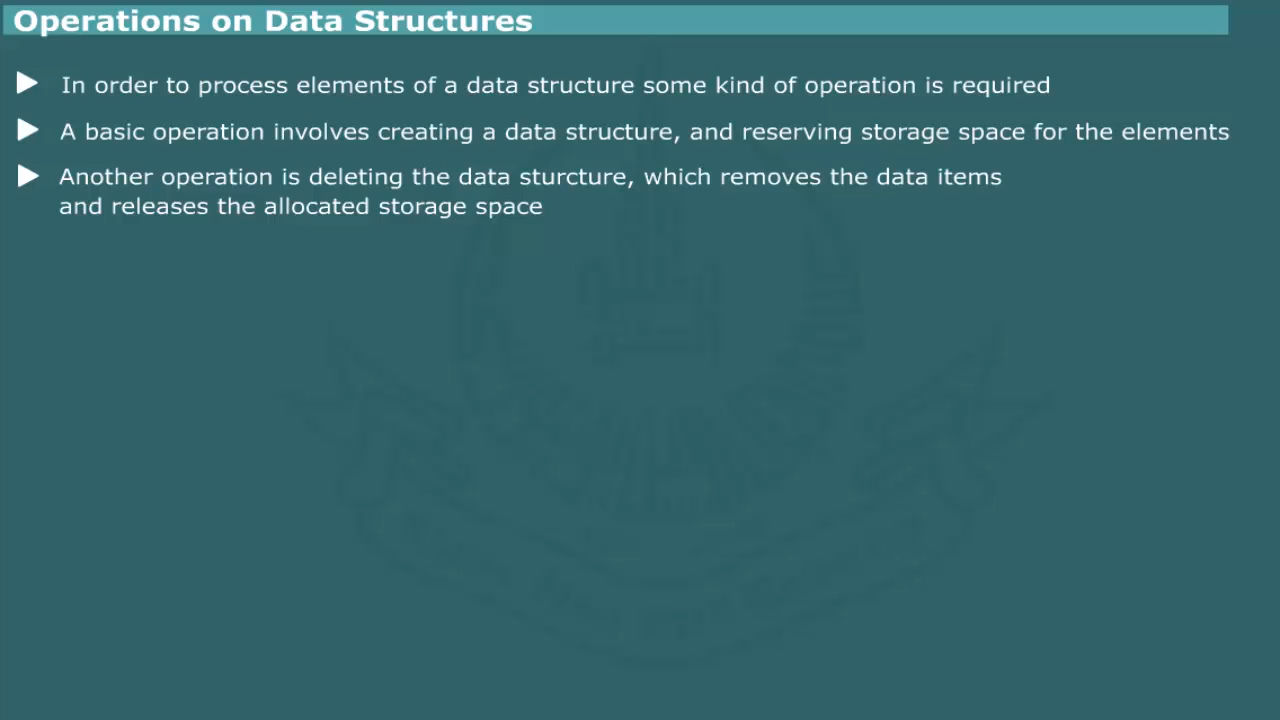 Operations on Data Structures
In order to process elements of a data structure some kind of operation is required
A basic operation involves creating a data structure, and reserving storage space for the elements
Another operation is deleting the data sturcture, which removes the data items
and releases the allocated storage space